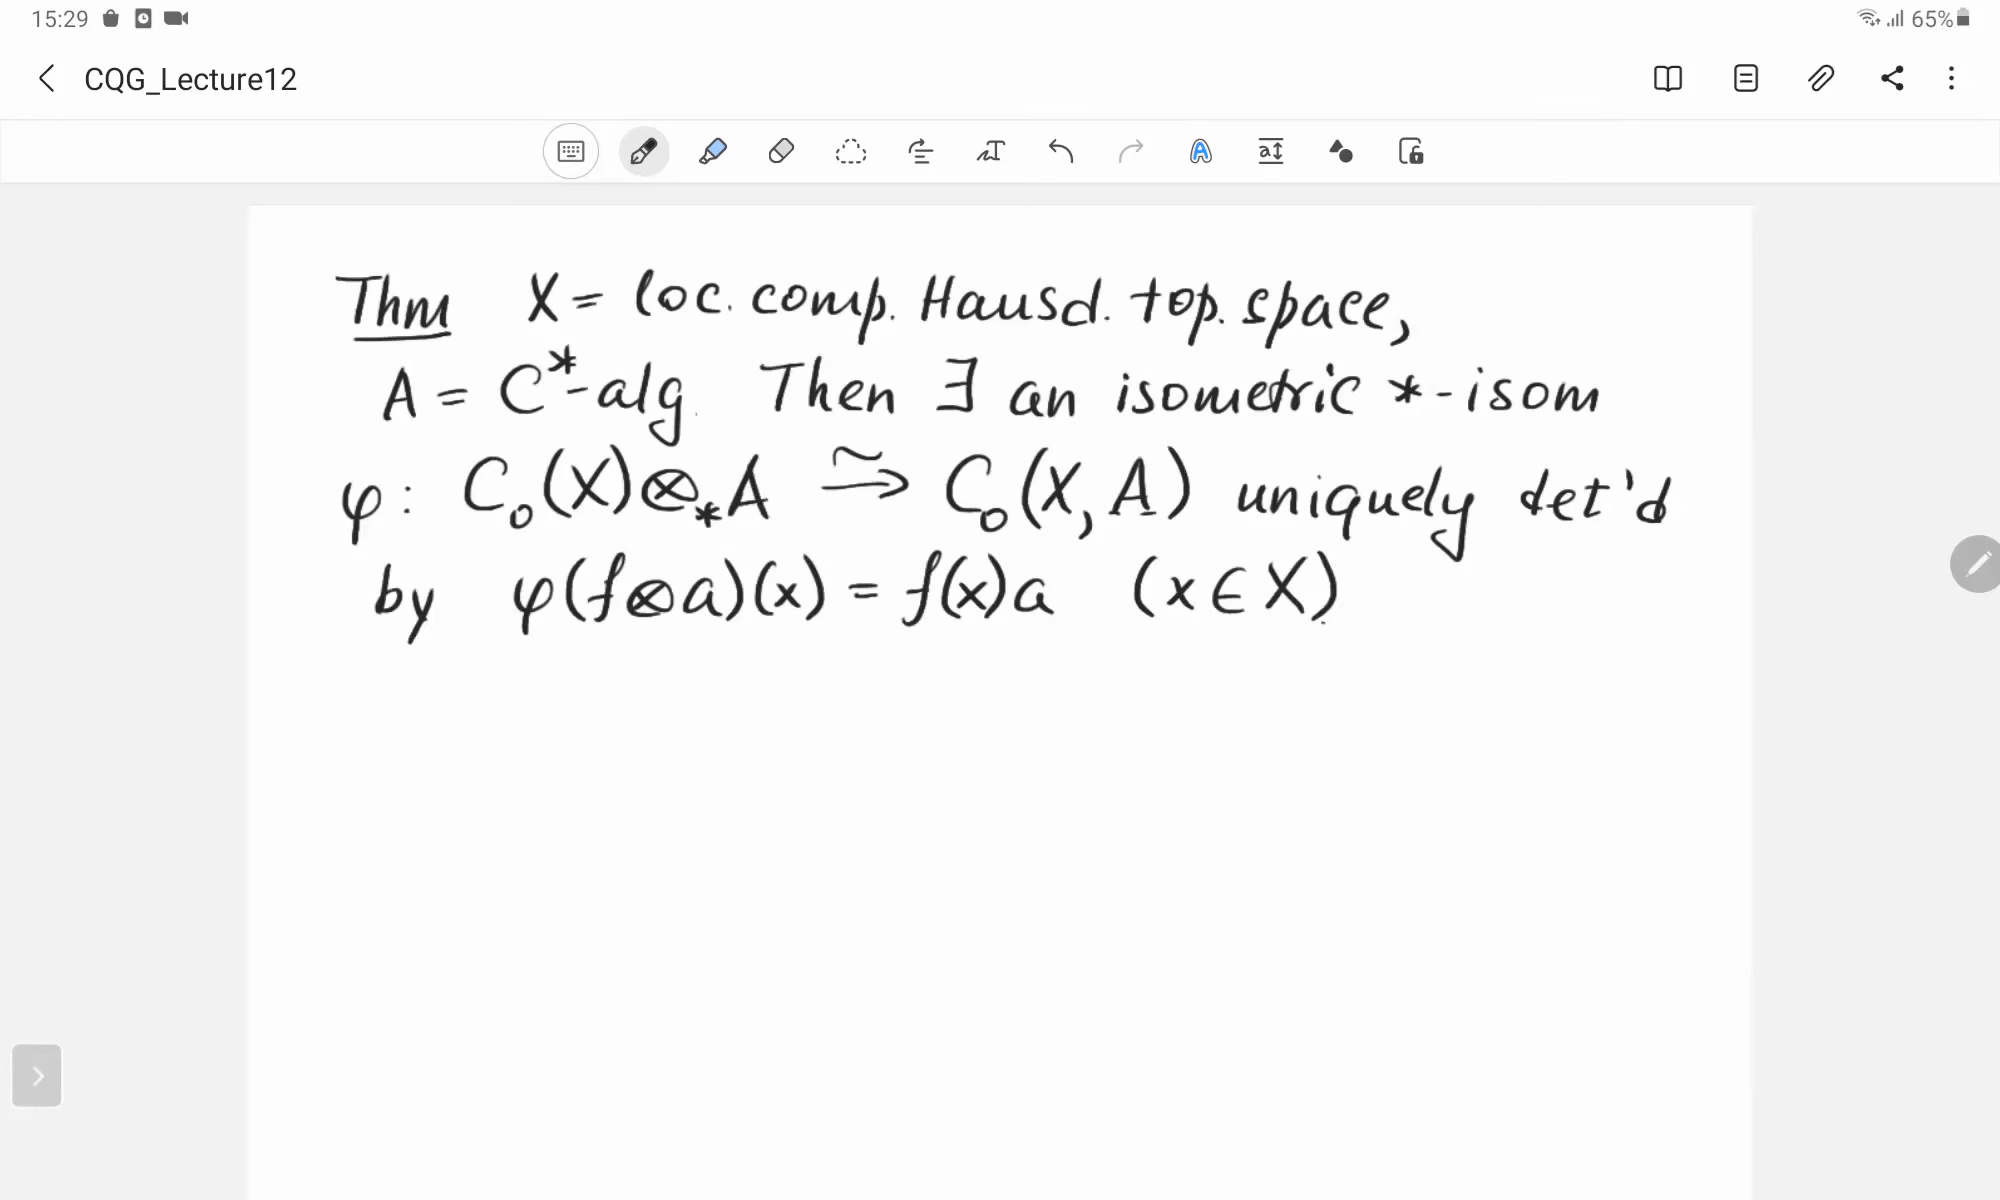 15:29
65%
CQG_Lecture12
Thm X = loc. comp. Hausd. top. space,
A = C*-alg. Then ∃ an isometric *-isom
φ: C₀(X)⊗⁎A ⥲ C₀(X, A) uniquely det'd
by φ(f⊗a)(x) = f(x)a (x∈X).